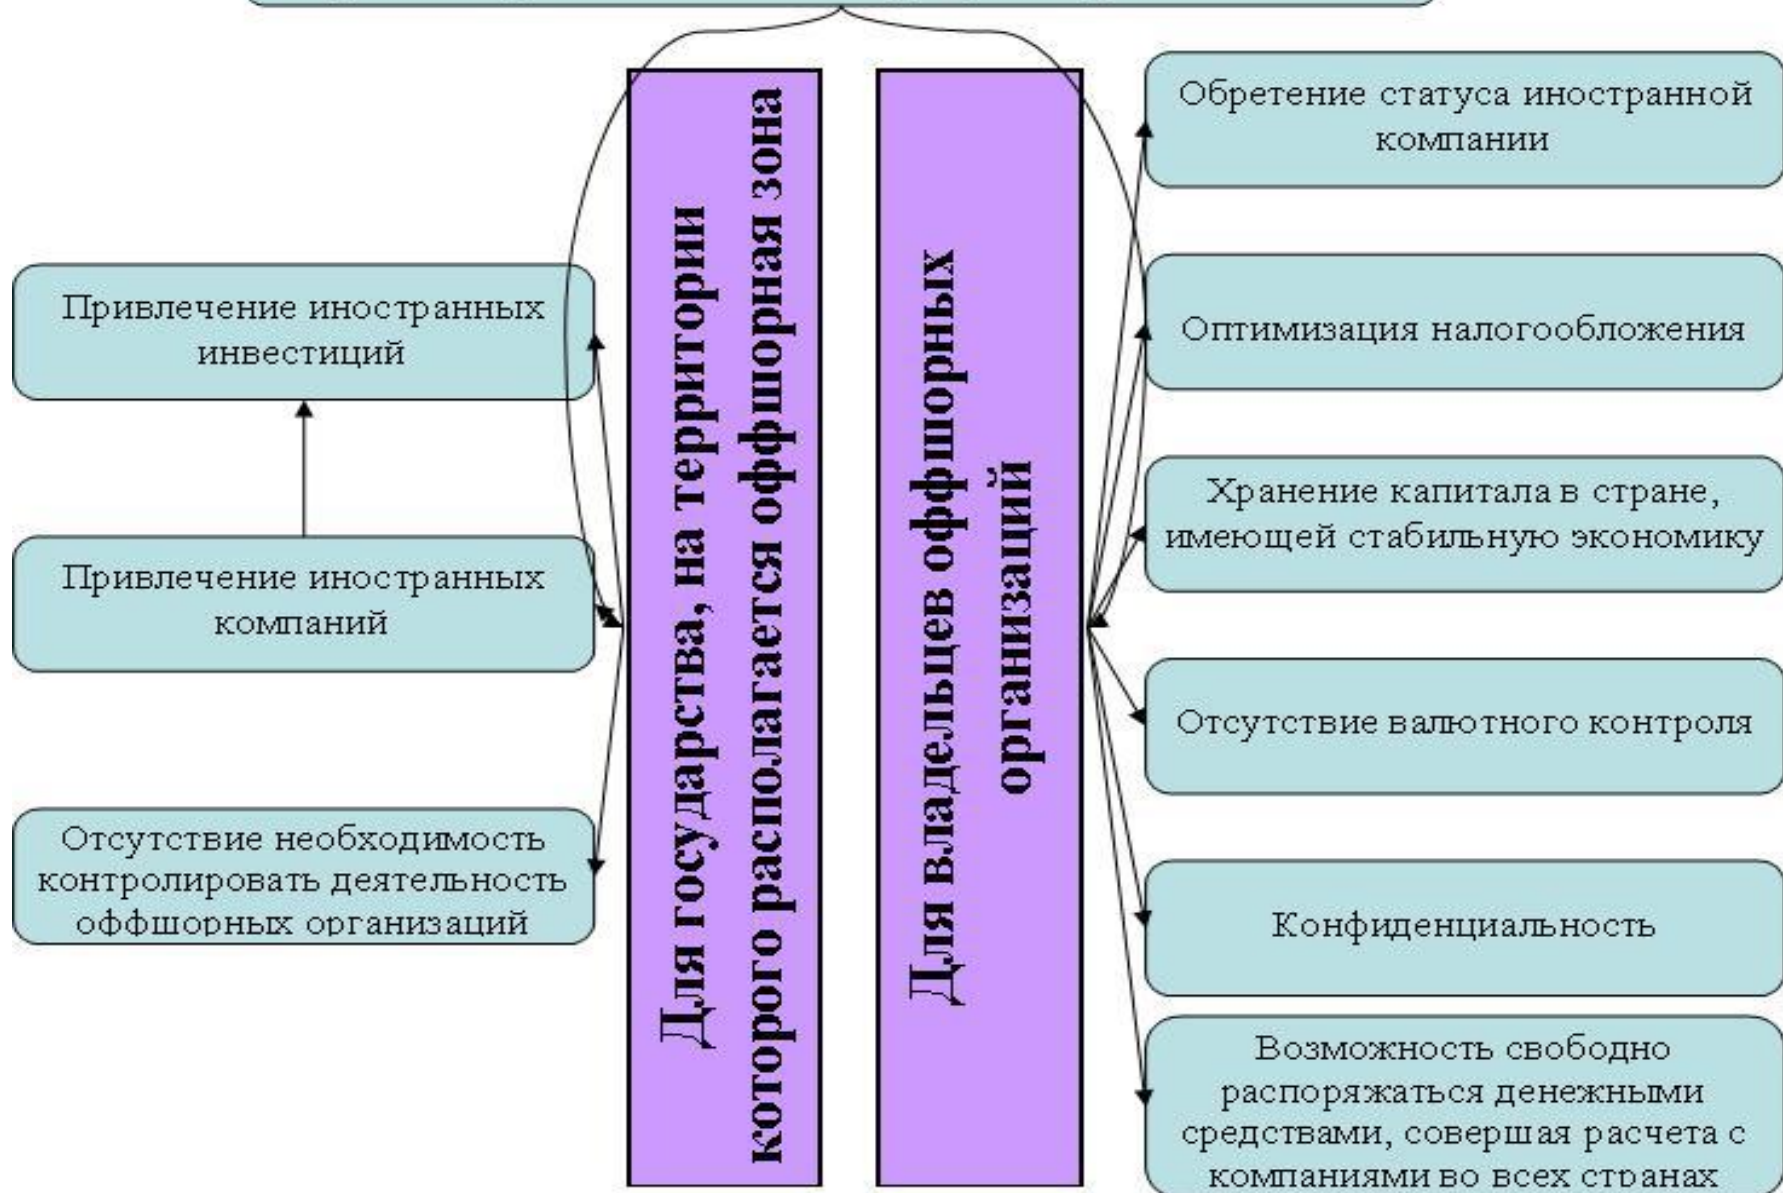 Привлечение иностранных
инвестиций
Привлечение иностранных
компаний
Отсутствие необходимость
контролировать деятельность
оффшорных организаций
Для государства, на территории
которого располагается оффшорная зона
Для владельцев оффшорных
организаций
Обретение статуса иностранной
компании
Оптимизация налогообложения
Хранение капитала в стране,
имеющей стабильную экономику
Отсутствие валютного контроля
Конфиденциальность
Возможность свободно
распоряжаться денежными
средствами, совершая расчета с
компаниями во всех странах